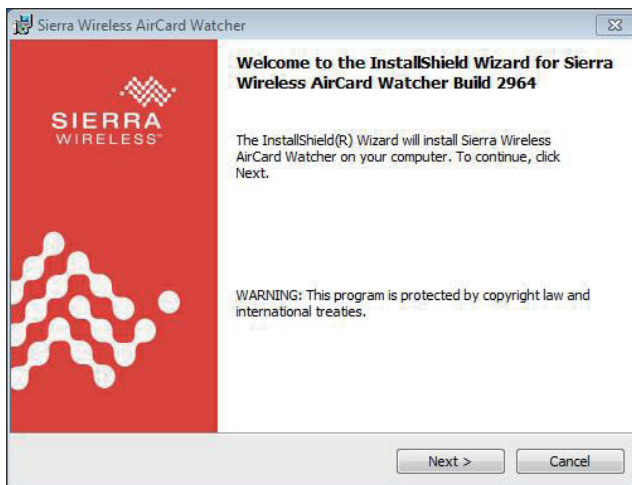 Sierra Wireless AirCard Watcher
SIERRA
WIRELESS™
Welcome to the InstallShield Wizard for Sierra
Wireless AirCard Watcher Build 2964
The InstallShield(R) Wizard will install Sierra Wireless
AirCard Watcher on your computer. To continue, click
Next.
WARNING: This program is protected by copyright law and
international treaties.
Next >
Cancel